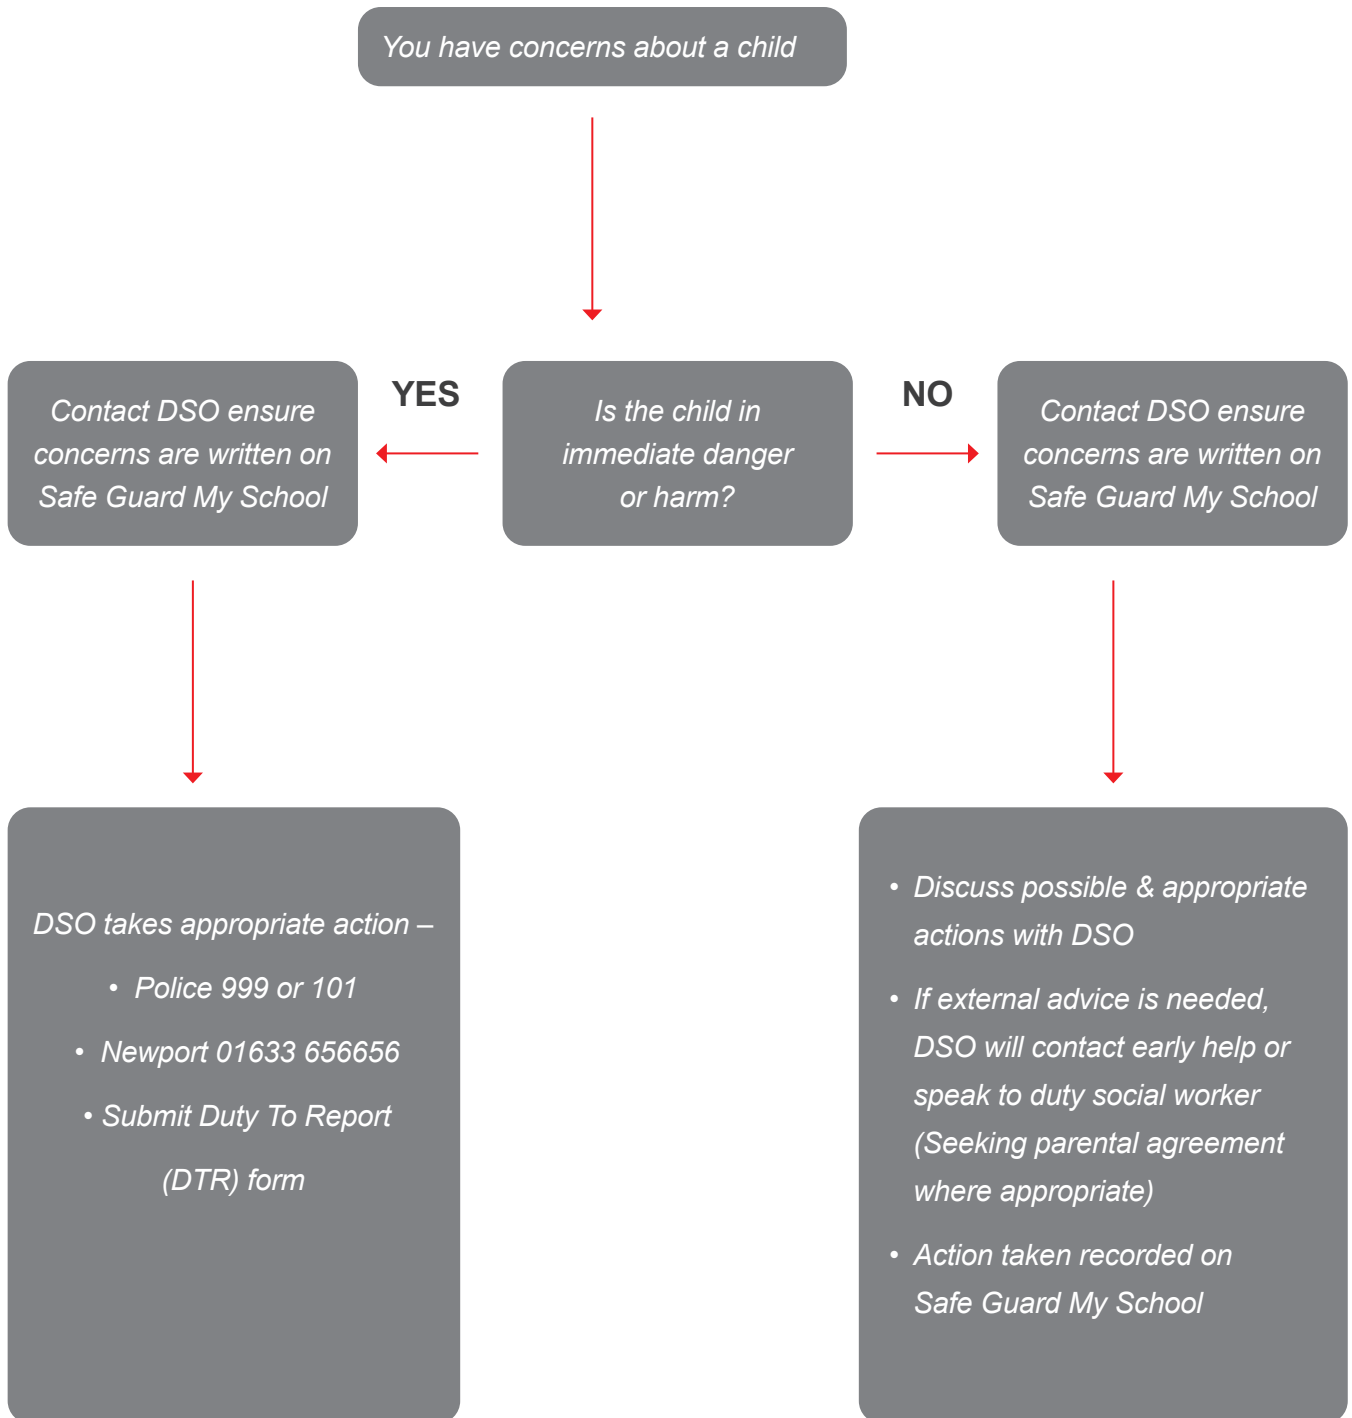 You have concerns about a child
YES
NO
Contact DSO ensure
concerns are written on
Safe Guard My School
Is the child in
immediate danger
or harm?
Contact DSO ensure
concerns are written on
Safe Guard My School
DSO takes appropriate action –
• Police 999 or 101
• Newport 01633 656656
• Submit Duty To Report
(DTR) form
• Discuss possible & appropriate
actions with DSO
• If external advice is needed,
DSO will contact early help or
speak to duty social worker
(Seeking parental agreement
where appropriate)
• Action taken recorded on
Safe Guard My School